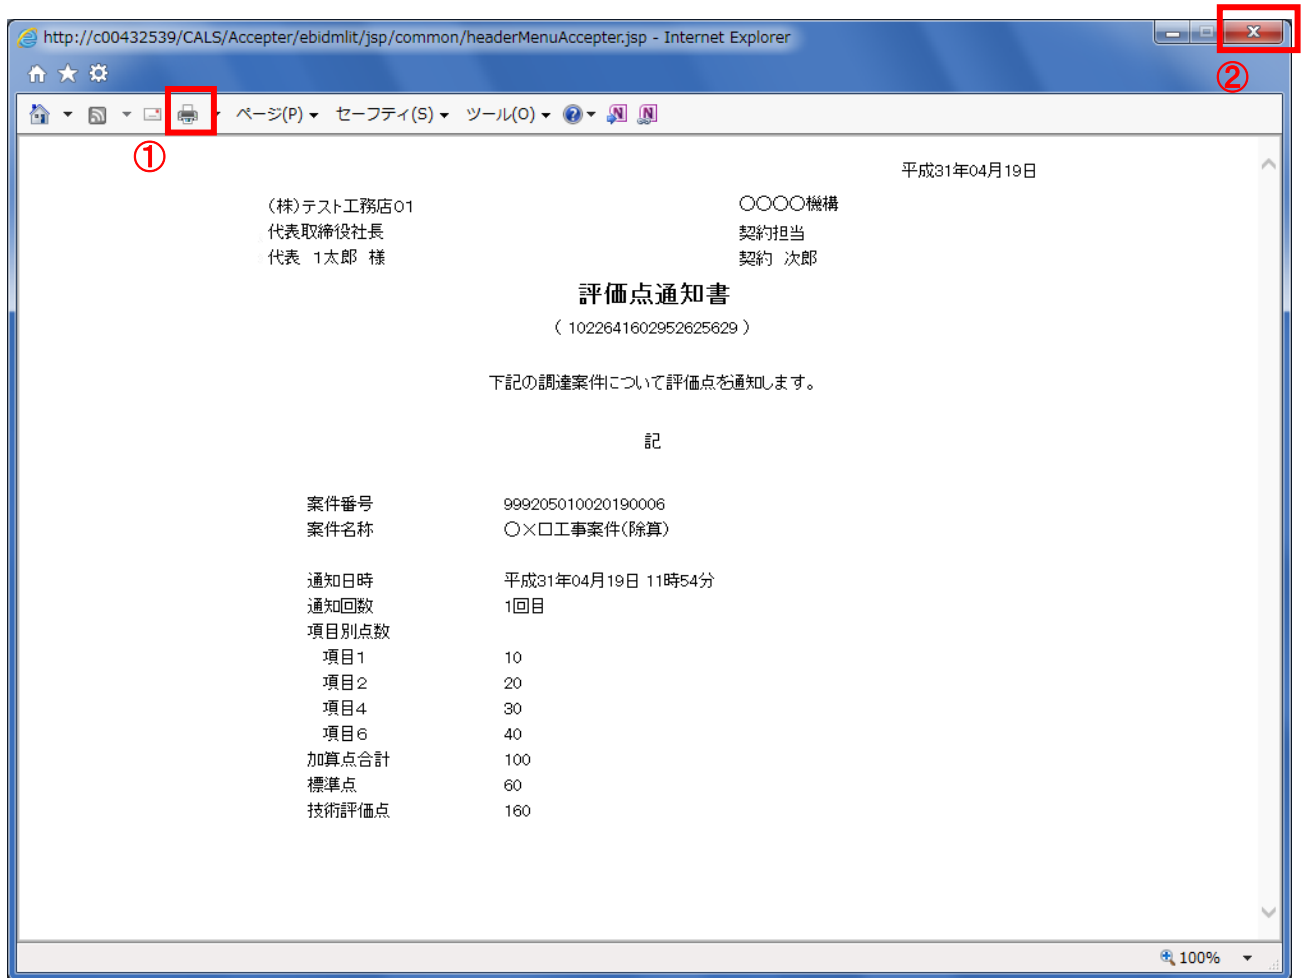 http://c00432539/CALS/Accepter/ebidmlit/jsp/common/headerMenuAccepter.jsp - Internet Explorer
②
ページ(P) セーフティ(S) ツール(O)
①
平成31年04月19日
(株)テスト工務店01
〇〇〇〇機構
代表取締役社長
契約担当
代表 1太郎 様
契約 次郎
評価点通知書
( 1022641602952625629 )
下記の調達案件について評価点を通知します。
記
案件番号 999205010020190006
案件名称 〇×口工事案件(除算)
通知日時 平成31年04月19日 11時54分
通知回数 1回目
項目別点数
項目1 10
項目2 20
項目4 30
項目6 40
加算点合計 100
標準点 60
技術評価点 160
100%